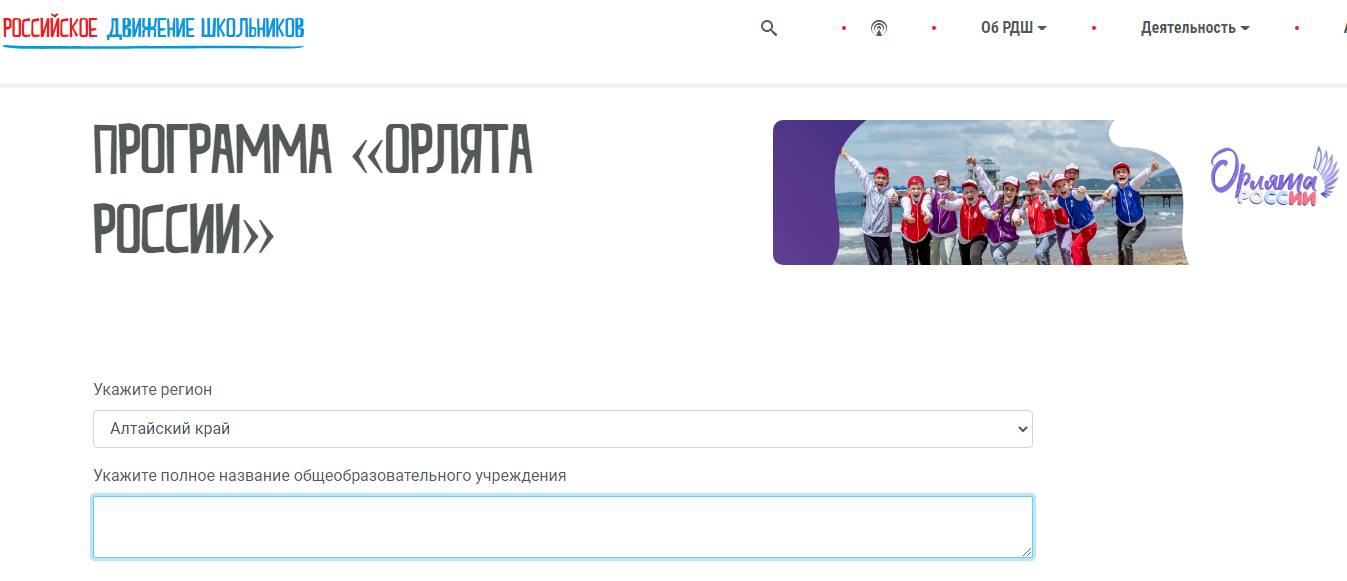 РОССИЙСКОЕ ДВИЖЕНИЕ ШКОЛЬНИКОВ
Об РДШ
Деятельность
ПРОГРАММА «ОРЛЯТА
РОССИИ»
Орлята
РОССИИ
Укажите регион
Алтайский край
Укажите полное название общеобразовательного учреждения